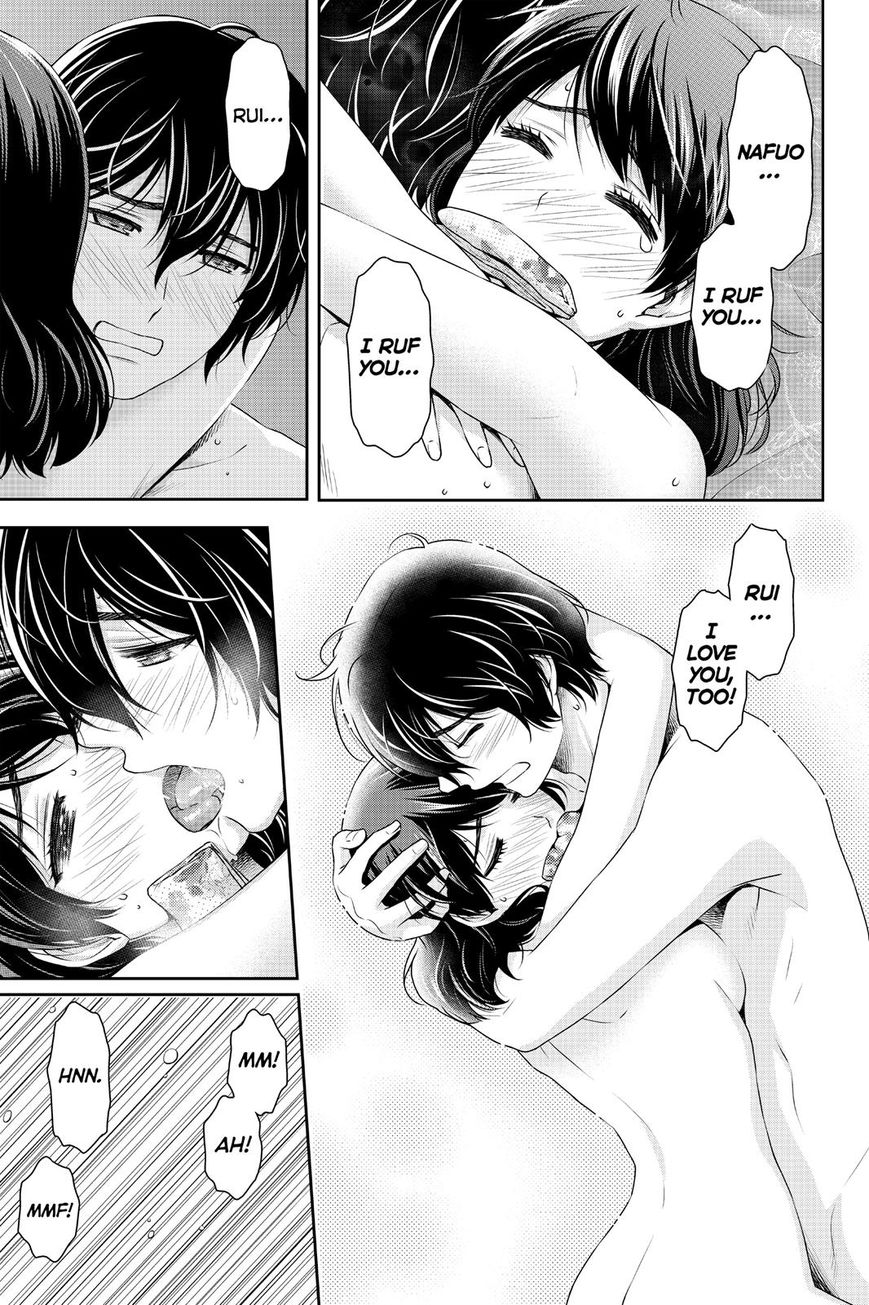 NAFUO
...
I RUF
YOU...
I RUF
YOU...
RUI...
RUI
...
I
LOVE
YOU,
TOO!
MM!
AH!
HNN.
MMF!